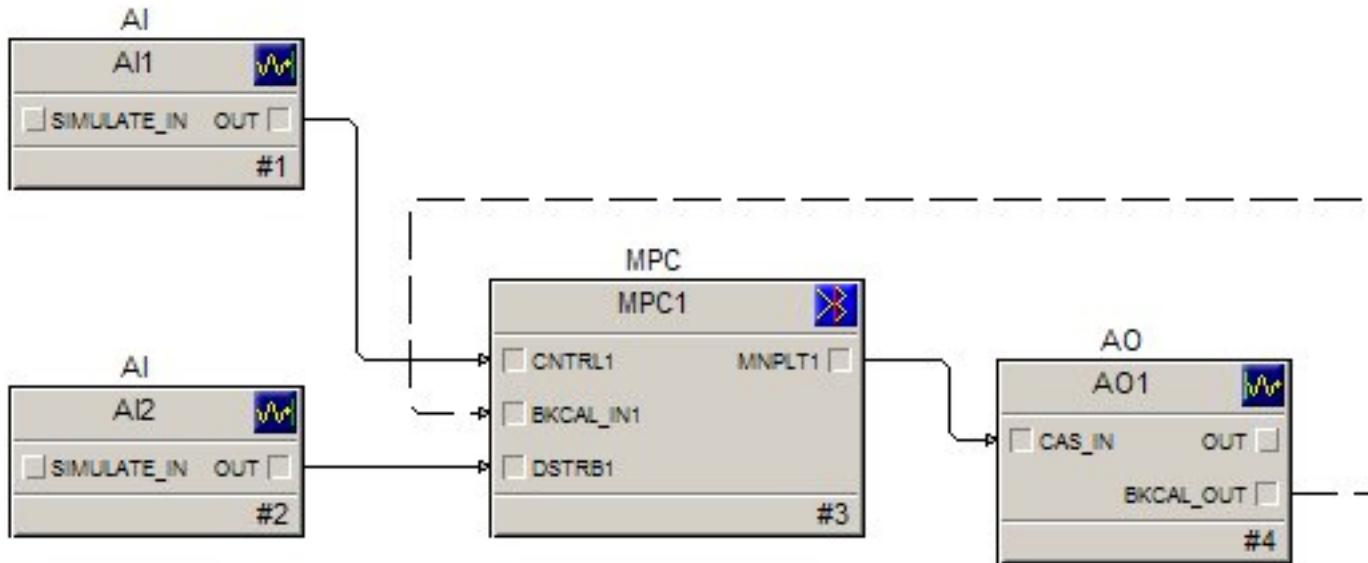 AI
AI1
SIMULATE_IN OUT
#1
MPC
MPC1
CNTRL1 MNPLT1
BKCAL_IN1
DSTRB1
#3
AI
AI2
SIMULATE_IN OUT
#2
AO
AO1
CAS_IN OUT
BKCAL_OUT
#4